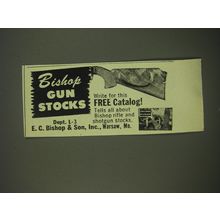 Bishop
GUN
STOCKS
Write for this
FREE Catalog!
Tells all about
Bishop rifle and
shotgun stocks.
Dept. L-3
E. C. Bishop & Son, Inc., Warsaw, Mo.